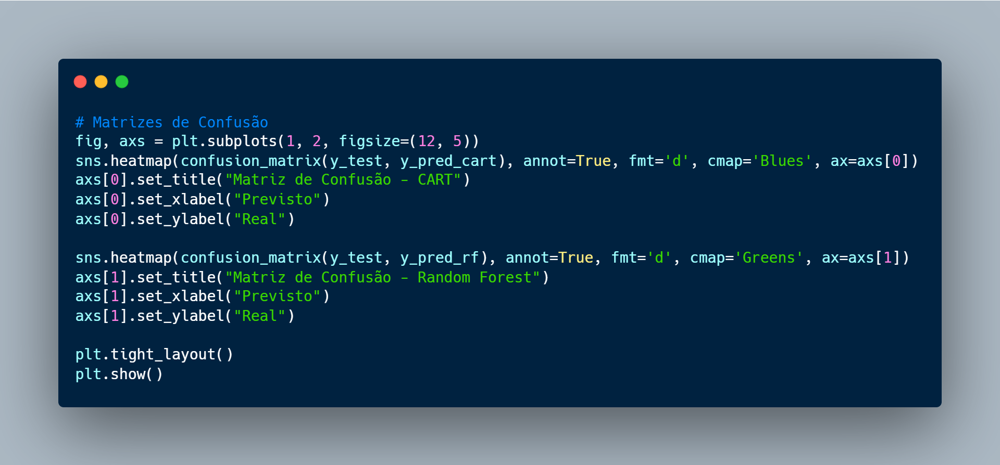 # Matrizes de Confusão
fig, axs = plt.subplots(1, 2, figsize=(12, 5))
sns.heatmap(confusion_matrix(y_test, y_pred_cart), annot=True, fmt='d', cmap='Blues', ax=axs[0])
axs[0].set_title("Matriz de Confusão - CART")
axs[0].set_xlabel("Previsto")
axs[0].set_ylabel("Real")

sns.heatmap(confusion_matrix(y_test, y_pred_rf), annot=True, fmt='d', cmap='Greens', ax=axs[1])
axs[1].set_title("Matriz de Confusão - Random Forest")
axs[1].set_xlabel("Previsto")
axs[1].set_ylabel("Real")

plt.tight_layout()
plt.show()